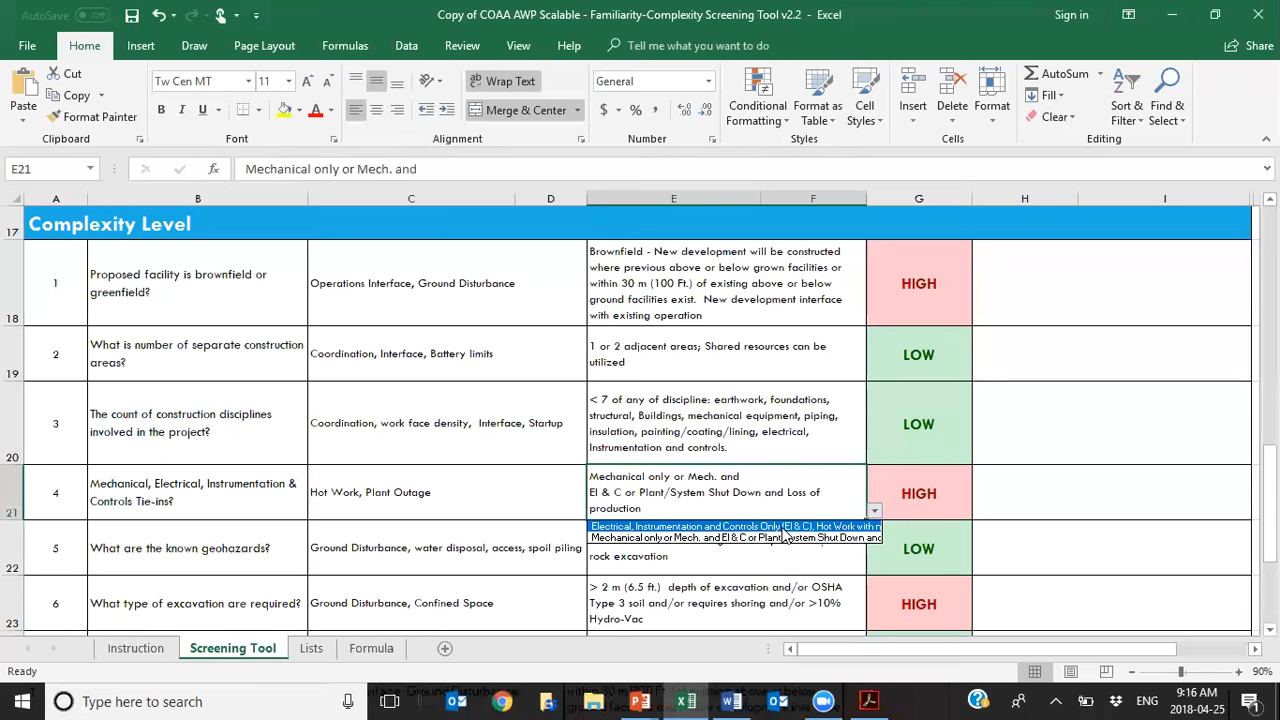 AutoSave Off
Copy of COAA AWP Scalable - Familiarity-Complexity Screening Tool v2.2 - Excel
Sign in
File Home Insert Draw Page Layout Formulas Data Review View Help Tell me what you want to do Share
Paste
Cut
Copy
Format Painter
Clipboard
Tw Cen MT 11
B I U
Font
Wrap Text
Merge & Center
Alignment
General
$ % ,
Number
Conditional Formatting
Format as Table
Cell Styles
Styles
Insert Delete Format
Cells
AutoSum
Fill
Clear
Sort & Filter
Find & Select
Editing
E21
fx
Mechanical only or Mech. and
A B C D E F G H I
17
Complexity Level
1
Proposed facility is brownfield or
greenfield?
Operations Interface, Ground Disturbance
Brownfield - New development will be constructed
where previous above or below grown facilities or
within 30 m (100 Ft.) of existing above or below
ground facilities exist. New development interface
with existing operation
HIGH
18
2
What is number of separate construction
areas?
Coordination, Interface, Battery limits
1 or 2 adjacent areas; Shared resources can be
utilized
LOW
19
3
The count of construction disciplines
involved in the project?
Coordination, work face density, Interface, Startup
< 7 of any of discipline: earthwork, foundations,
structural, Buildings, mechanical equipment, piping,
insulation, painting/coating/lining, electrical,
Instrumentation and controls.
LOW
20
4
Mechanical, Electrical, Instrumentation &
Controls Tie-ins?
Hot Work, Plant Outage
Mechanical only or Mech. and
EI & C or Plant/System Shut Down and Loss of
production
HIGH
21
Electrical, Instrumentation and Controls Only (EI & C), Hot Work with n
Mechanical only or Mech. and EI & C or Plant/System Shut Down and
5
What are the known geohazards?
Ground Disturbance, water disposal, access, spoil piling
rock excavation
LOW
22
6
What type of excavation are required?
Ground Disturbance, Confined Space
> 2 m (6.5 ft.) depth of excavation and/or OSHA
Type 3 soil and/or requires shoring and/or >10%
Hydro-Vac
HIGH
23
Instruction Screening Tool Lists Formula
Ready
90%
Type here to search
ENG
9:16 AM
2018-04-25
1